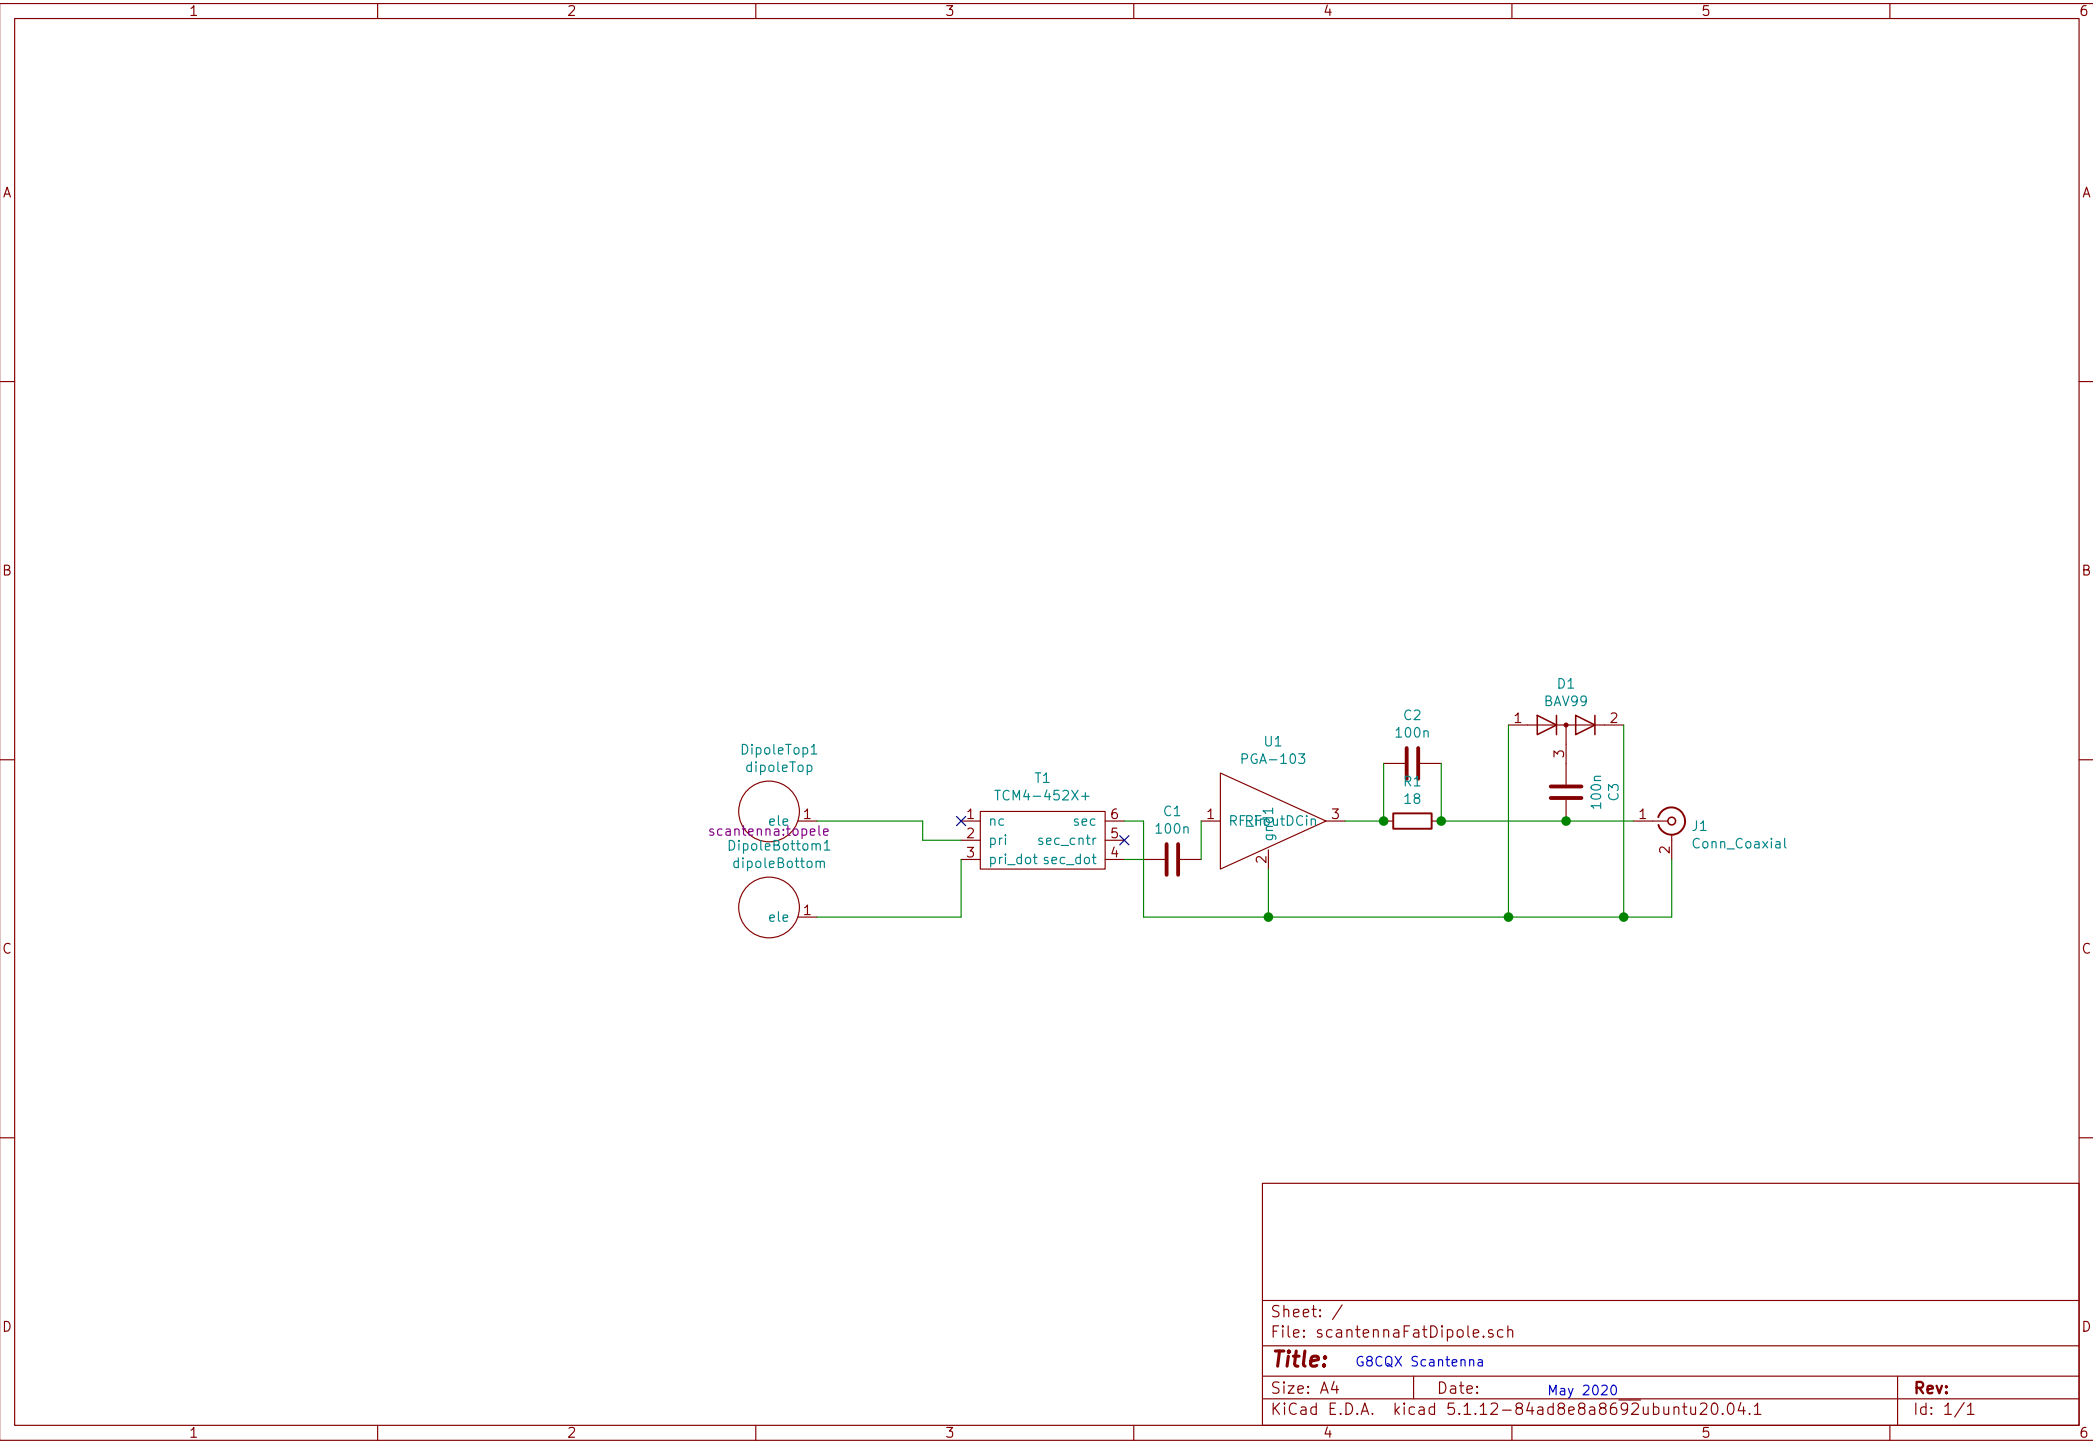 1 2 3 4 5 6
A A
B B
C C
D D
D1
BAV99
1 2
3
100n
C3
C2
100n
R1
18
U1
PGA-103
1 RFin RFoutDCin 3
gnd1
2
DipoleTop1
dipoleTop
ele 1
scantenna:topele
DipoleBottom1
dipoleBottom
ele 1
T1
TCM4-452X+
1 nc sec 6
2 pri sec_cntr 5
3 pri_dot sec_dot 4
C1
100n
1
2
J1
Conn_Coaxial
Sheet: /
File: scantennaFatDipole.sch
Title: G8CQX Scantenna
Size: A4 Date: May 2020 Rev:
KiCad E.D.A. kicad 5.1.12-84ad8e8a8692ubuntu20.04.1 Id: 1/1
1 2 3 4 5 6